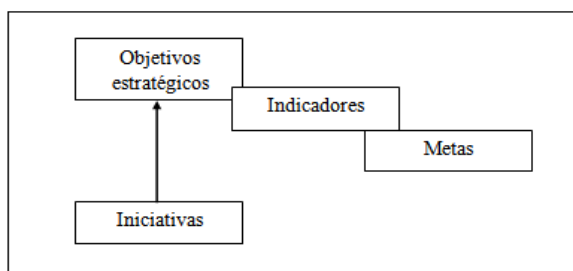 Objetivos
estratégicos
Indicadores
Metas
Iniciativas